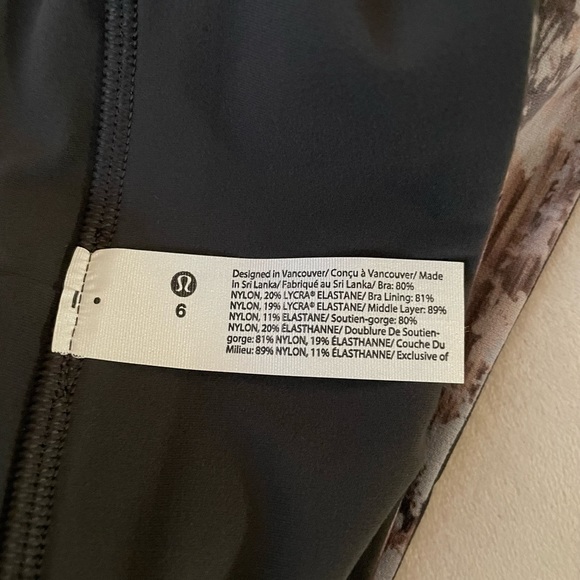 6
Designed in Vancouver/ Conçu à Vancouver/ Made
In Sri Lanka/ Fabriqué au Sri Lanka/ Bra: 80%
NYLON, 20% LYCRA® ELASTANE/ Bra Lining: 81%
NYLON, 19% LYCRA® ELASTANE/ Middle Layer: 89%
NYLON, 11% ELASTANE/ Soutien-gorge: 80%
NYLON, 20% ÉLASTHANNE/ Doublure De Soutien-
gorge: 81% NYLON, 19% ÉLASTHANNE/ Couche Du
Milieu: 89% NYLON, 11% ÉLASTHANNE/ Exclusive of